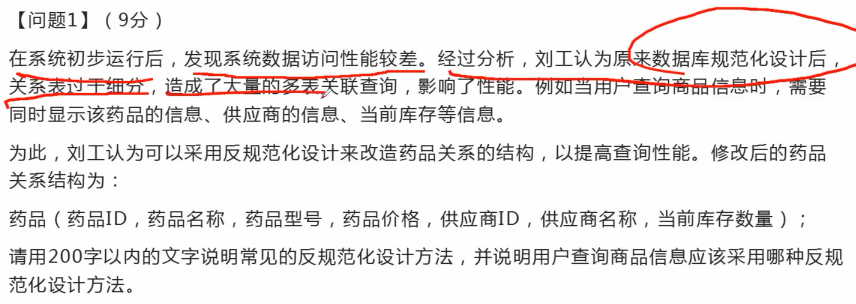 【问题1】（9分）
在系统初步运行后，发现系统数据访问性能较差。经过分析，刘工认为原来数据库规范化设计后，
关系表过于细分，造成了大量的多表关联查询，影响了性能。例如当用户查询商品信息时，需要
同时显示该药品的信息、供应商的信息、当前库存等信息。
为此，刘工认为可以采用反规范化设计来改造药品关系的结构，以提高查询性能。修改后的药品
关系结构为：
药品（药品ID，药品名称，药品型号，药品价格，供应商ID，供应商名称，当前库存数量）；
请用200字以内的文字说明常见的反规范化设计方法，并说明用户查询商品信息应该采用哪种反规
范化设计方法。